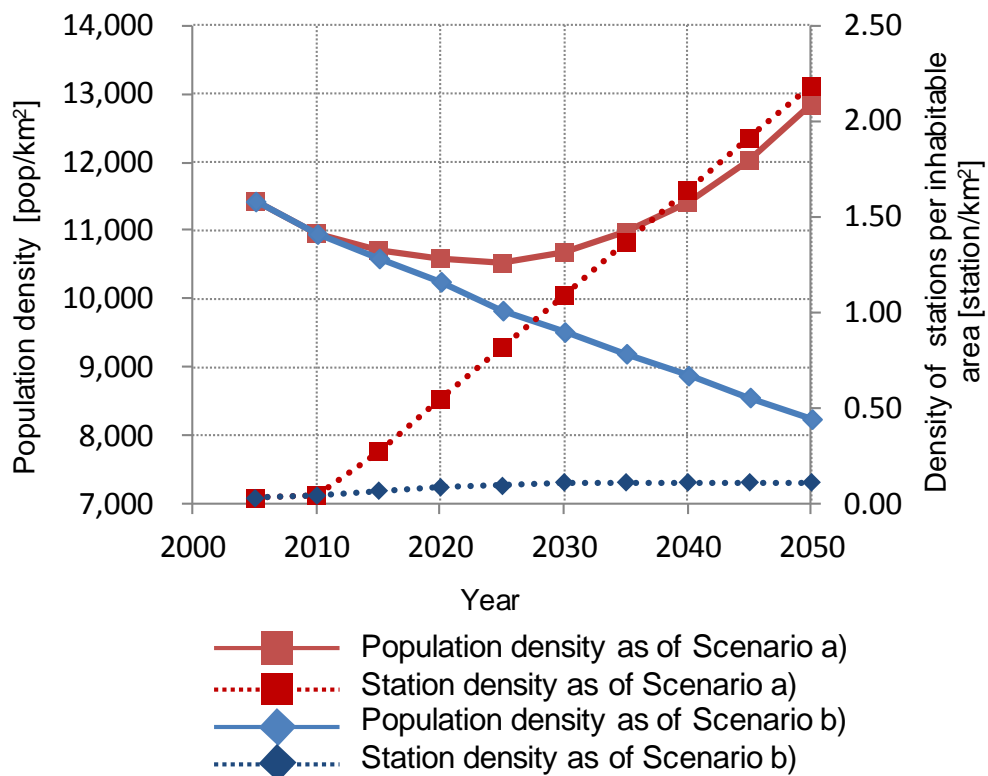 14,000
13,000
12,000
11,000
10,000
9,000
8,000
7,000
Population density [pop/km²]
2.50
2.00
1.50
1.00
0.50
0.00
Density of stations per inhabitable
area [station/km²]
2000 2010 2020 2030 2040 2050
Year
Population density as of Scenario a)
Station density as of Scenario a)
Population density as of Scenario b)
Station density as of Scenario b)